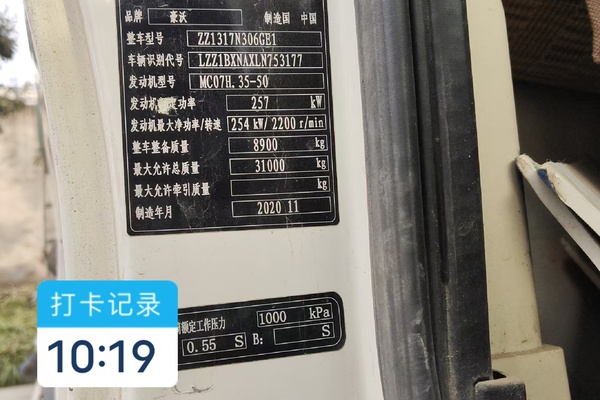 品牌 豪沃 制造国 中国
整车型号 ZZ1317N306GE1
车辆识别代号 LZZ1BXNAXLN753177
发动机型号 MC07H.35-50
发动机额定功率 257 kW
发动机最大净功率/转速 254 kW/2200 r/min
整车整备质量 8900 kg
最大允许总质量 31000 kg
最大允许牵引质量 kg
制造年月 2020 11
额定工作压力 1000 kPa
0.55 S B: S
打卡记录
10:19